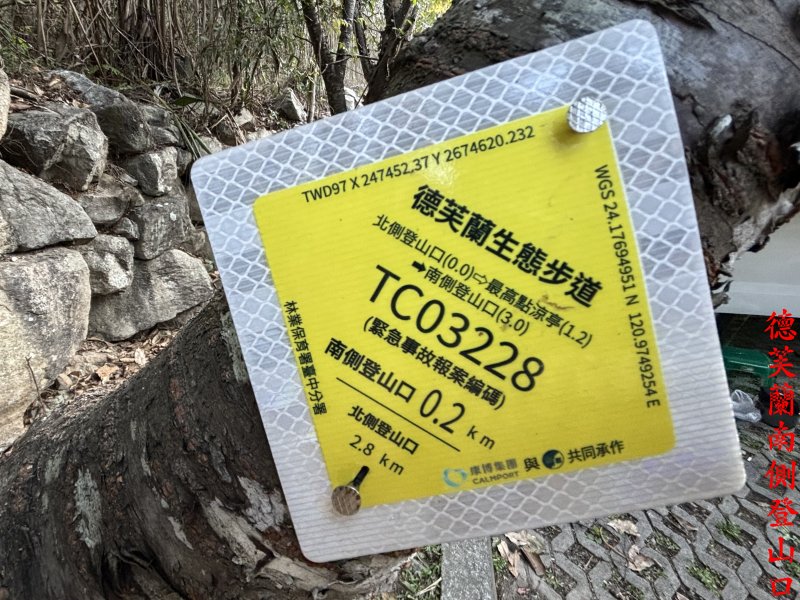 TWD97 X 247452.37 Y 2674620.232
WGS 24.17694951 N 120.9749254 E
德芙蘭生態步道
北側登山口(0.0)⇨最高點涼亭(1.2)
➡南側登山口(3.0)
TC03228
(緊急事故報案編碼)
南側登山口 0.2 km
北側登山口
2.8 km
林業保育署臺中分署
康博集團
CALMPORT
與
共同承作
德芙蘭南側登山口